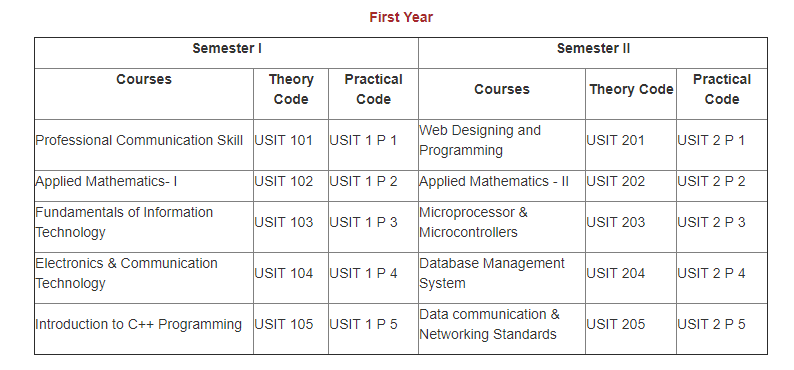 First Year
Semester I Semester II
Courses Theory Code Practical Code Courses Theory Code Practical Code
Professional Communication Skill USIT 101 USIT 1 P 1 Web Designing and Programming USIT 201 USIT 2 P 1
Applied Mathematics- I USIT 102 USIT 1 P 2 Applied Mathematics - II USIT 202 USIT 2 P 2
Fundamentals of Information Technology USIT 103 USIT 1 P 3 Microprocessor & Microcontrollers USIT 203 USIT 2 P 3
Electronics & Communication Technology USIT 104 USIT 1 P 4 Database Management System USIT 204 USIT 2 P 4
Introduction to C++ Programming USIT 105 USIT 1 P 5 Data communication & Networking Standards USIT 205 USIT 2 P 5